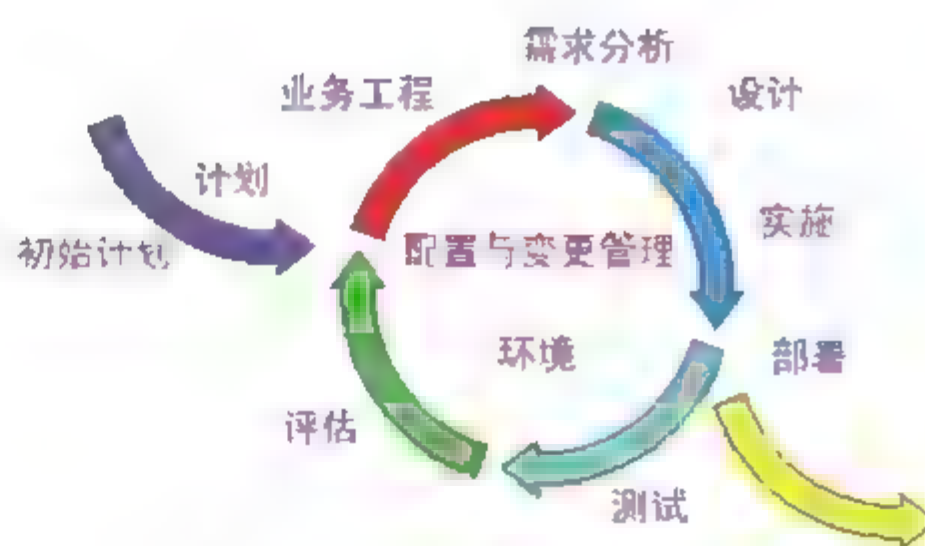 需求分析
业务工程
设计
计划
实施
初始计划
配置与变更管理
环境
部署
评估
测试